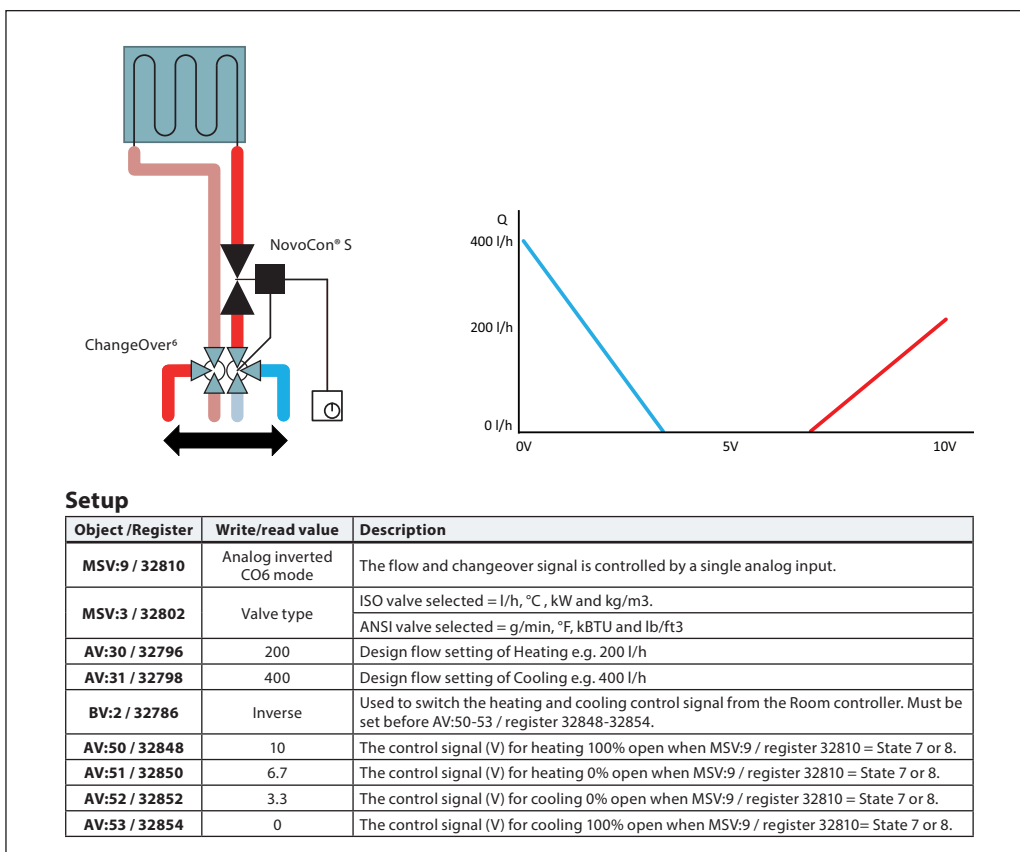 NovoCon® S
ChangeOver⁶
Q
400 l/h
200 l/h
0 l/h
0V 5V 10V
Setup
Object /Register Write/read value Description
MSV:9 / 32810 Analog inverted CO6 mode The flow and changeover signal is controlled by a single analog input.
MSV:3 / 32802 Valve type ISO valve selected = l/h, °C , kW and kg/m3.
ANSI valve selected = g/min, °F, kBTU and lb/ft3
AV:30 / 32796 200 Design flow setting of Heating e.g. 200 l/h
AV:31 / 32798 400 Design flow setting of Cooling e.g. 400 l/h
BV:2 / 32786 Inverse Used to switch the heating and cooling control signal from the Room controller. Must be
set before AV:50-53 / register 32848-32854.
AV:50 / 32848 10 The control signal (V) for heating 100% open when MSV:9 / register 32810 = State 7 or 8.
AV:51 / 32850 6.7 The control signal (V) for heating 0% open when MSV:9 / register 32810 = State 7 or 8.
AV:52 / 32852 3.3 The control signal (V) for cooling 0% open when MSV:9 / register 32810 = State 7 or 8.
AV:53 / 32854 0 The control signal (V) for cooling 100% open when MSV:9 / register 32810= State 7 or 8.